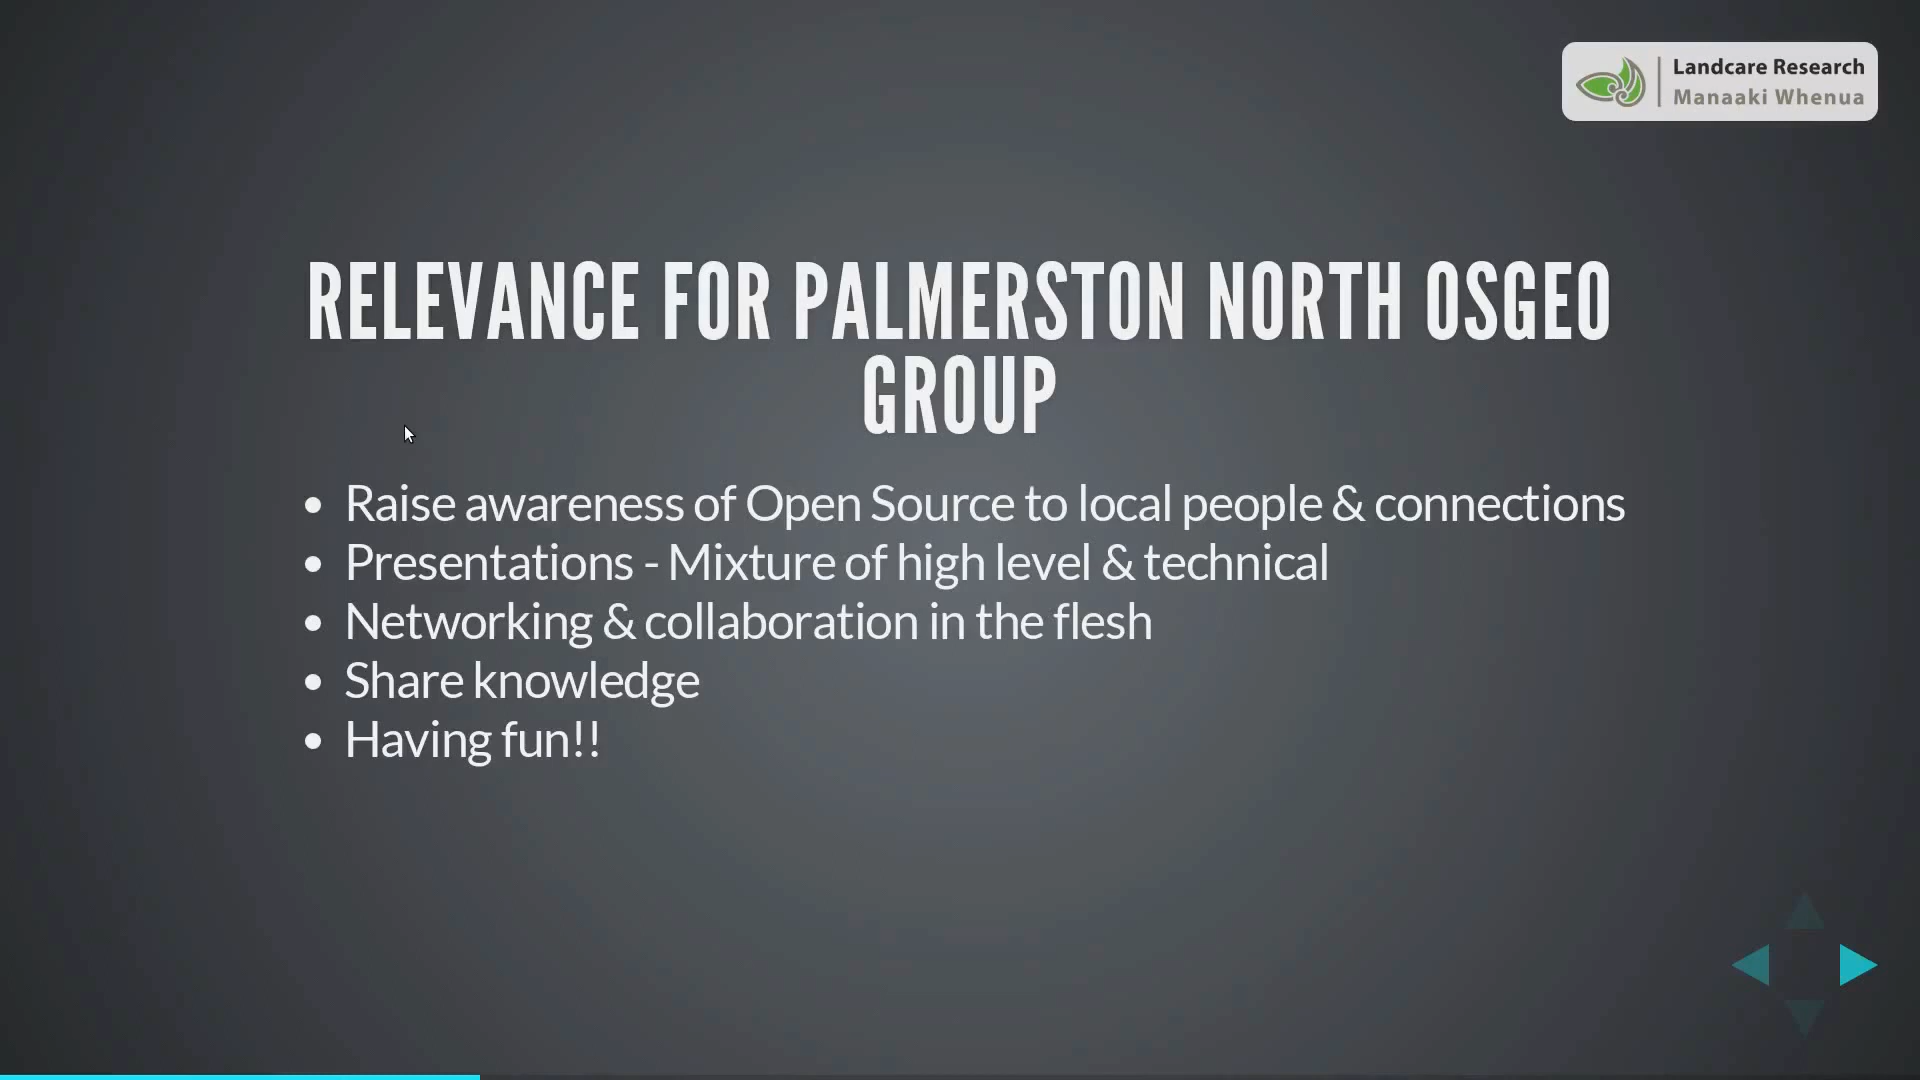 Landcare Research
Manaaki Whenua
RELEVANCE FOR PALMERSTON NORTH OSGEO
GROUP
• Raise awareness of Open Source to local people & connections
• Presentations - Mixture of high level & technical
• Networking & collaboration in the flesh
• Share knowledge
• Having fun!!